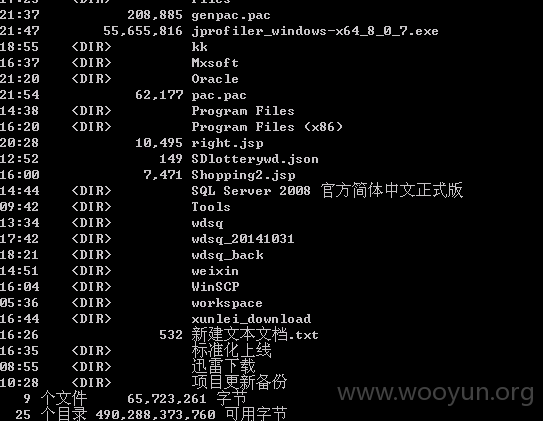 21:37 208,885 genpac.pac
21:47 55,655,816 jprofiler_windows-x64_8_0_7.exe
18:55 <DIR> kk
16:37 <DIR> Mxsoft
21:20 <DIR> Oracle
21:54 62,177 pac.pac
14:38 <DIR> Program Files
16:20 <DIR> Program Files (x86)
20:28 10,495 right.jsp
12:52 149 SDlotterywd.json
16:00 7,471 Shopping2.jsp
14:44 <DIR> SQL Server 2008 官方简体中文正式版
09:42 <DIR> Tools
13:34 <DIR> wdsq
17:42 <DIR> wdsq_20141031
18:21 <DIR> wdsq_back
14:51 <DIR> weixin
16:04 <DIR> WinSCP
05:36 <DIR> workspace
16:44 <DIR> xunlei_download
16:26 532 新建文本文档.txt
16:35 <DIR> 标准化上线
08:55 <DIR> 迅雷下载
10:28 <DIR> 项目更新备份
9 个文件 65,723,261 字节
25 个目录 490,288,373,760 可用字节
www.wooyun.org